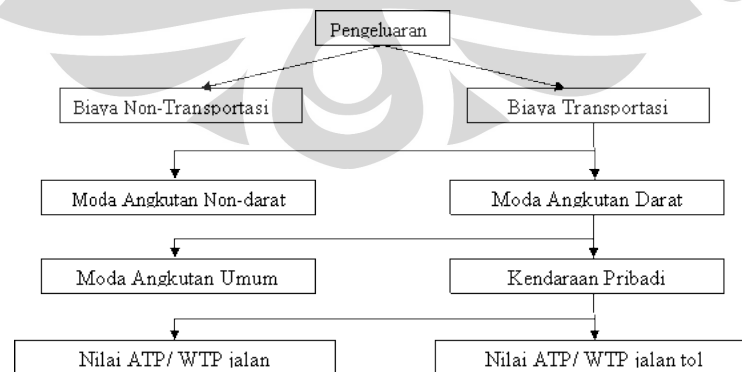 Pengeluaran
Biaya Non-Transportasi
Biaya Transportasi
Moda Angkutan Non-darat
Moda Angkutan Darat
Moda Angkutan Umum
Kendaraan Pribadi
Nilai ATP/ WTP jalan
Nilai ATP/ WTP jalan tol